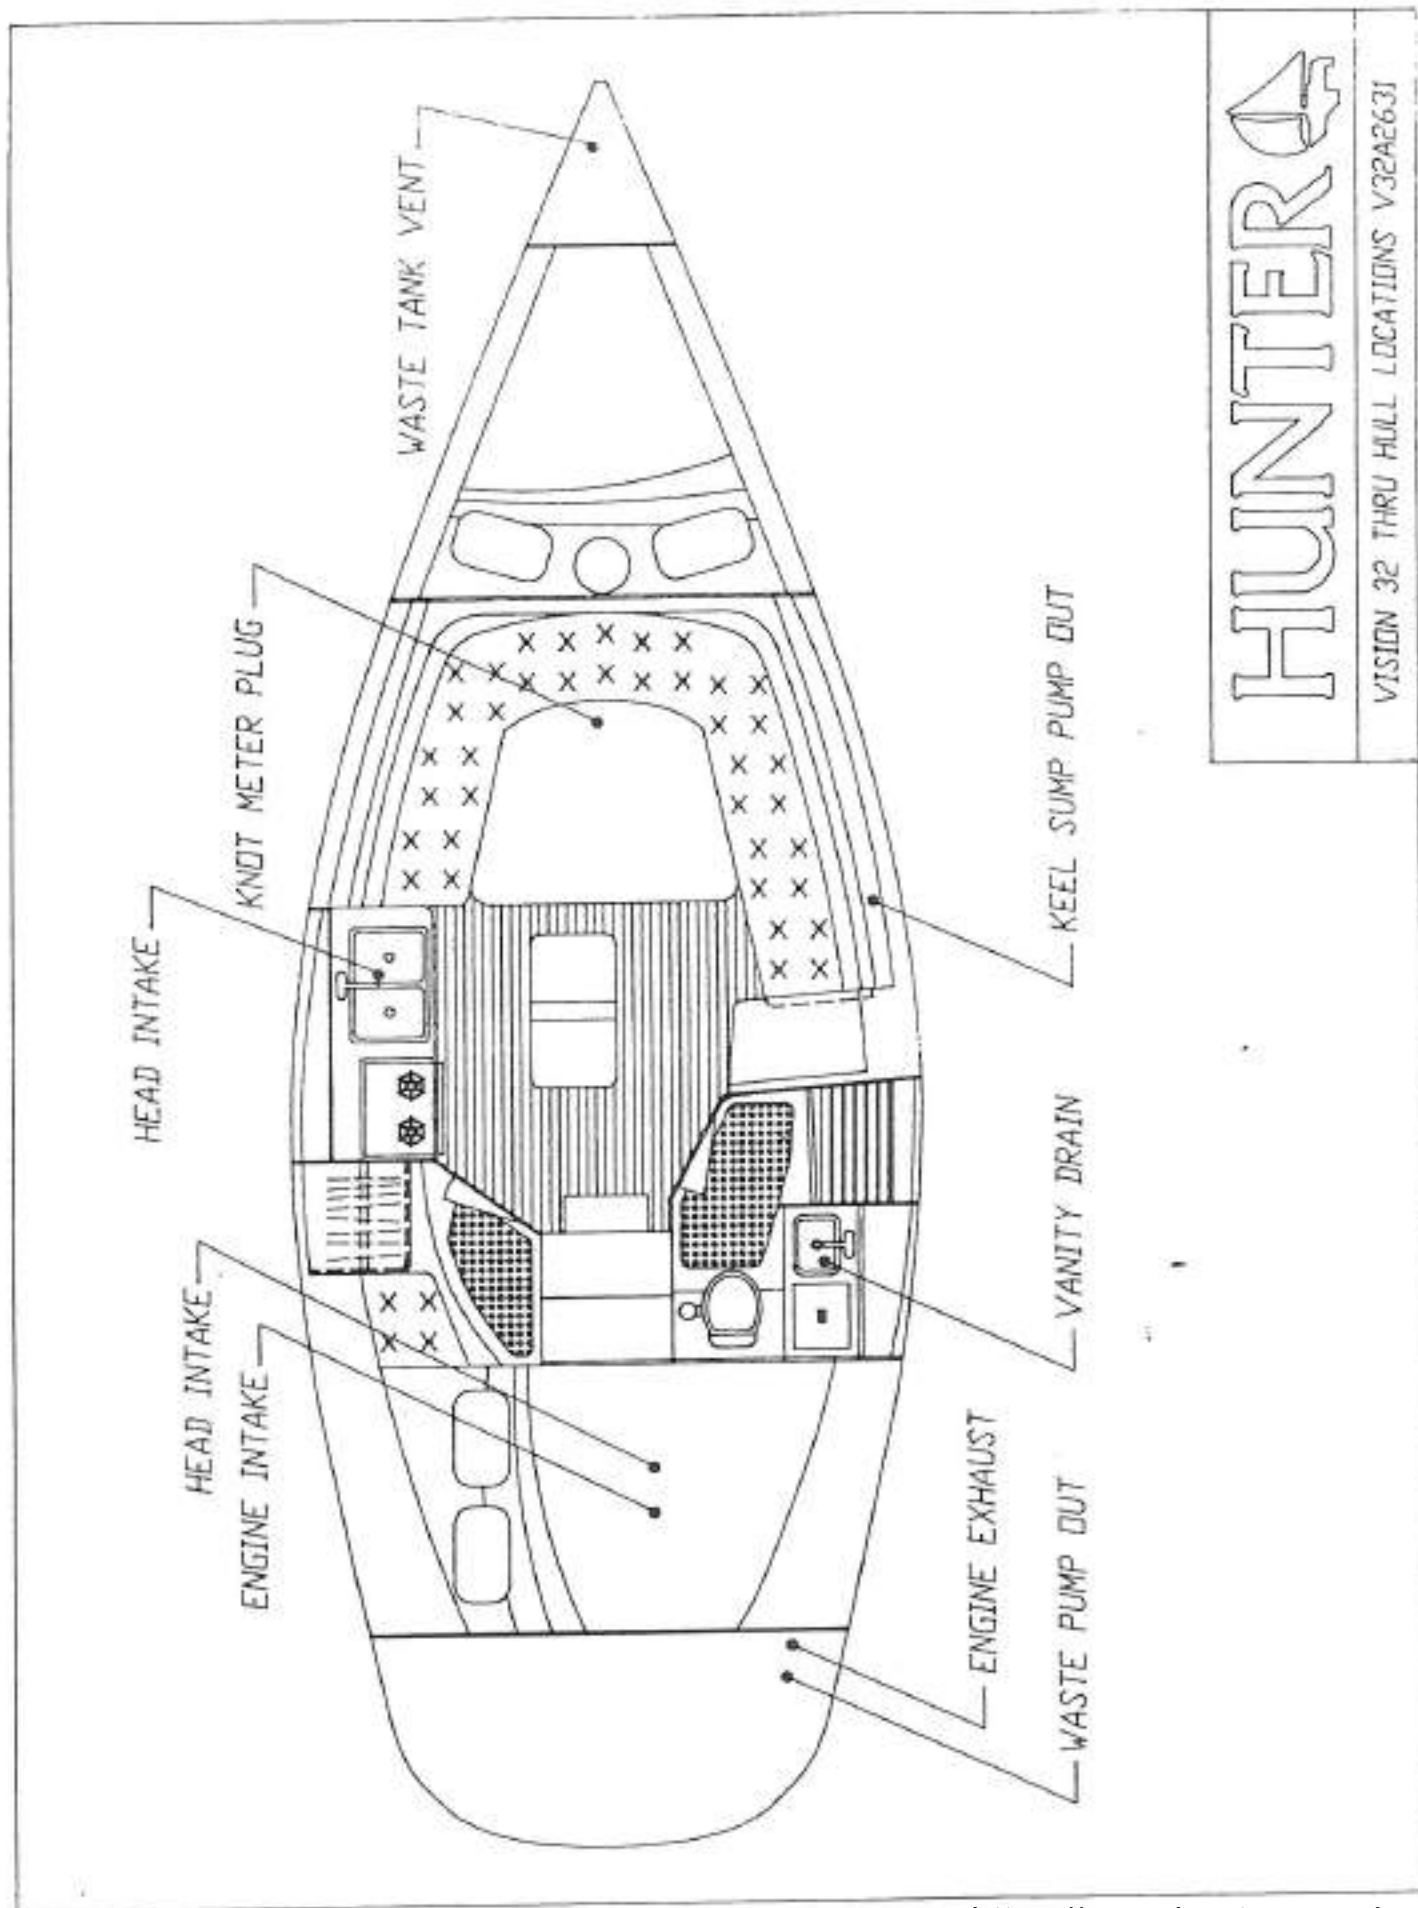 WASTE TANK VENT
KNOT METER PLUG
HEAD INTAKE
HEAD INTAKE
ENGINE INTAKE
KEEL SUMP PUMP OUT
VANITY DRAIN
ENGINE EXHAUST
WASTE PUMP OUT
HUNTER
VISION 32 THRU HULL LOCATIONS V32A2631